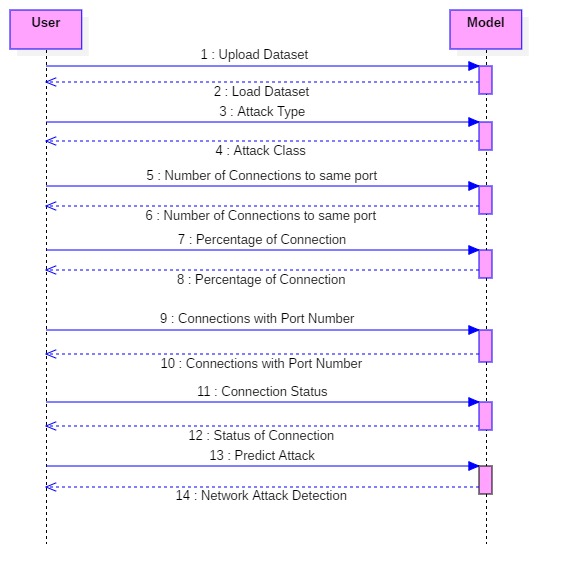 User
Model
1 : Upload Dataset
2 : Load Dataset
3 : Attack Type
4 : Attack Class
5 : Number of Connections to same port
6 : Number of Connections to same port
7 : Percentage of Connection
8 : Percentage of Connection
9 : Connections with Port Number
10 : Connections with Port Number
11 : Connection Status
12 : Status of Connection
13 : Predict Attack
14 : Network Attack Detection